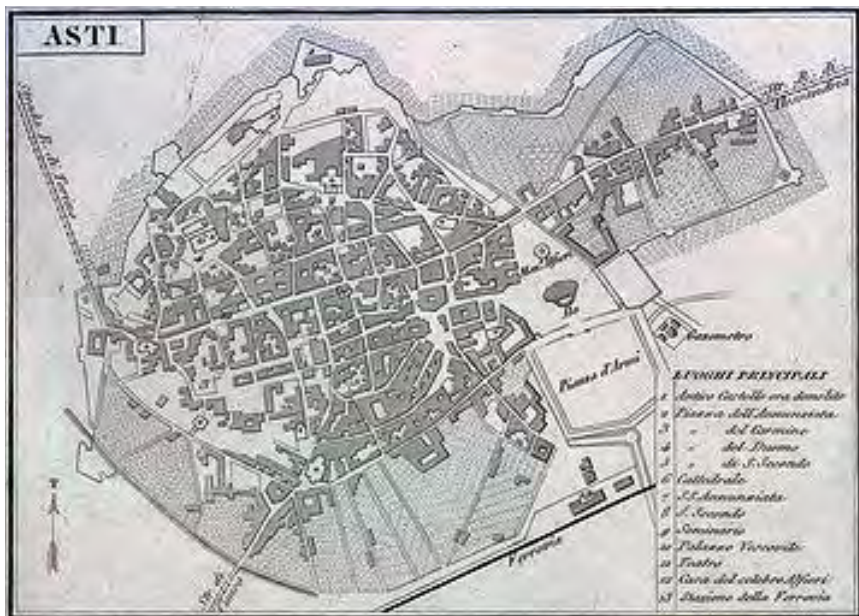 ASTI
Gazometro
Piazza d'Armi
Ferrovia
LUOGHI PRINCIPALI
1 Antico Castello ora demolito
2 Piazza dell'Annunziata
3 " del Carmine
4 " del Duomo
5 " di S. Secondo
6 Cattedrale
7 SS. Annunziata
8 S. Secondo
9 Seminario
10 Palazzo Vescovile
11 Teatro
12 Casa del celebre Alfieri
13 Stazione della Ferrovia